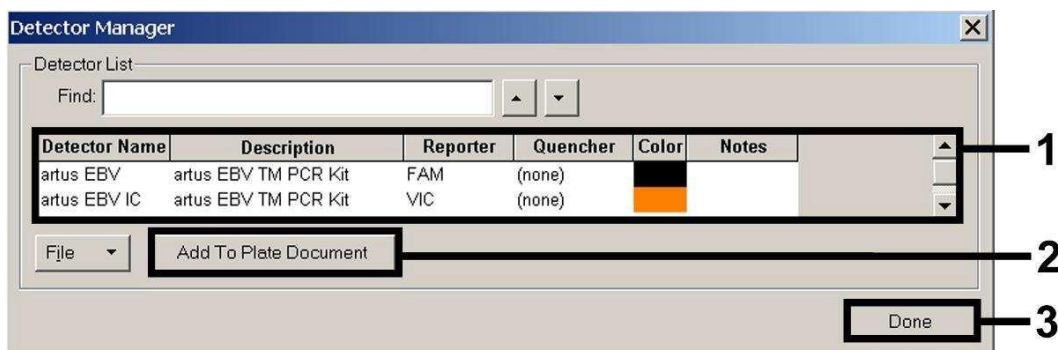 Detector Manager
Detector List
Find:
Detector Name Description Reporter Quencher Color Notes
artus EBV artus EBV TM PCR Kit FAM (none)
artus EBV IC artus EBV TM PCR Kit VIC (none)
1
File Add To Plate Document
2
Done
3